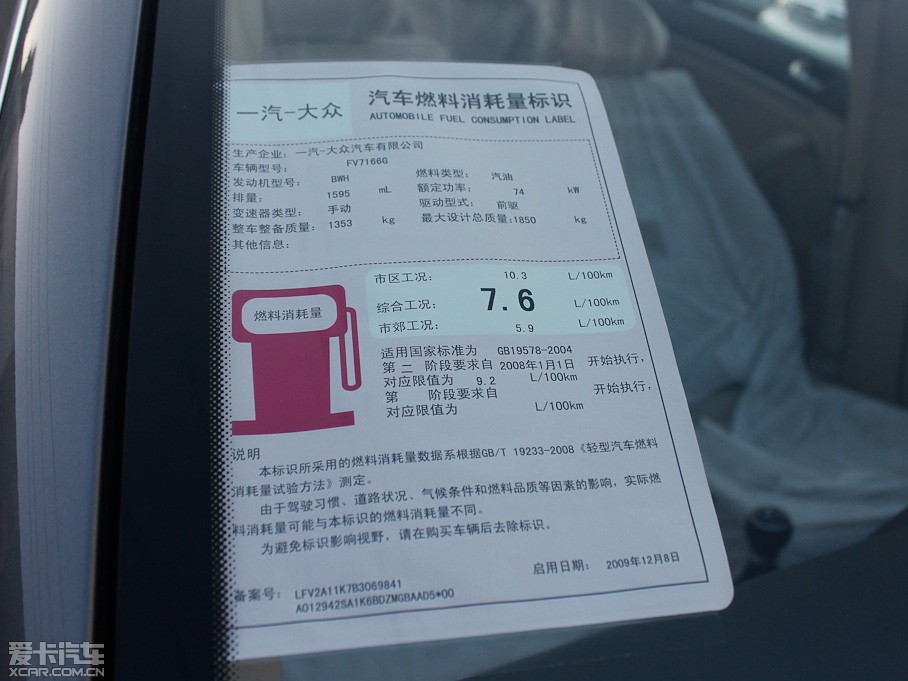 一汽-大众
汽车燃料消耗量标识
AUTOMOBILE FUEL CONSUMPTION LABEL
生产企业：一汽-大众汽车有限公司
车辆型号： FV7166G
发动机型号： BWH 燃料类型： 汽油
排量： 1595 mL 额定功率： 74 kW
变速器类型： 手动 驱动型式： 前驱
整车整备质量： 1353 kg 最大设计总质量：1850 kg
其他信息：
燃料消耗量
市区工况： 10.3 L/100km
综合工况： 7.6 L/100km
市郊工况： 5.9 L/100km
适用国家标准为 GB19578-2004
第 二 阶段要求自 2008年1月1日 开始执行，
对应限值为 9.2 L/100km
第 阶段要求自 开始执行，
对应限值为 L/100km
说明
本标识所采用的燃料消耗量数据系根据GB/T 19233-2008《轻型汽车燃料
消耗量试验方法》测定。
由于驾驶习惯、道路状况、气候条件和燃料品质等因素的影响，实际燃
料消耗量可能与本标识的燃料消耗量不同。
为避免标识影响视野，请在购买车辆后去除标识。
启用日期： 2009年12月8日
备案号： LFV2A11K7B3069841
A012942SA1K6BDZMGBAAD5*00
爱卡汽车
XCAR.COM.CN